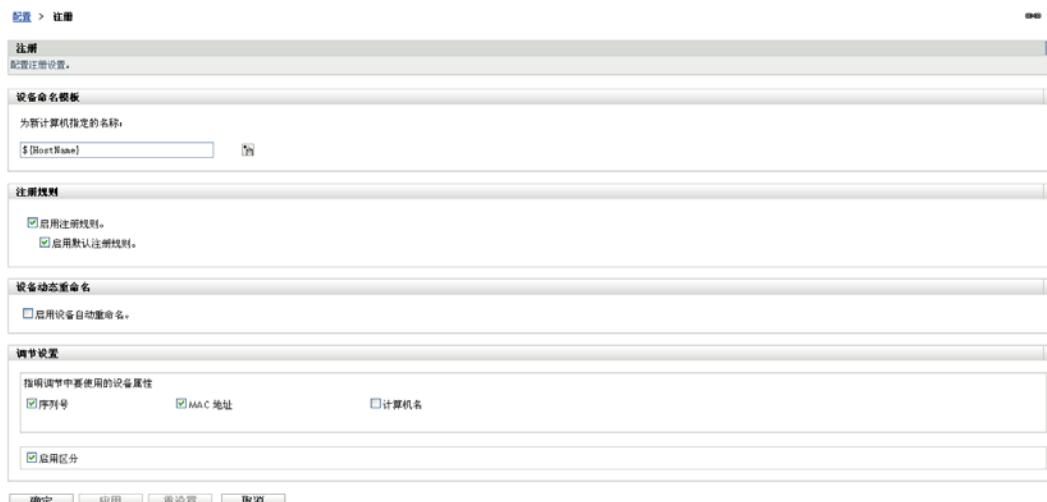 配置 > 注册
注册
配置注册设置。
设备命名模板
为新计算机指定的名称:
${HostName}
注册规则
启用注册规则。
启用默认注册规则。
设备动态重命名
启用设备自动重命名。
调节设置
指明调节中要使用的设备属性
序列号 MAC 地址 计算机名
启用区分
确定 应用 重设置 取消